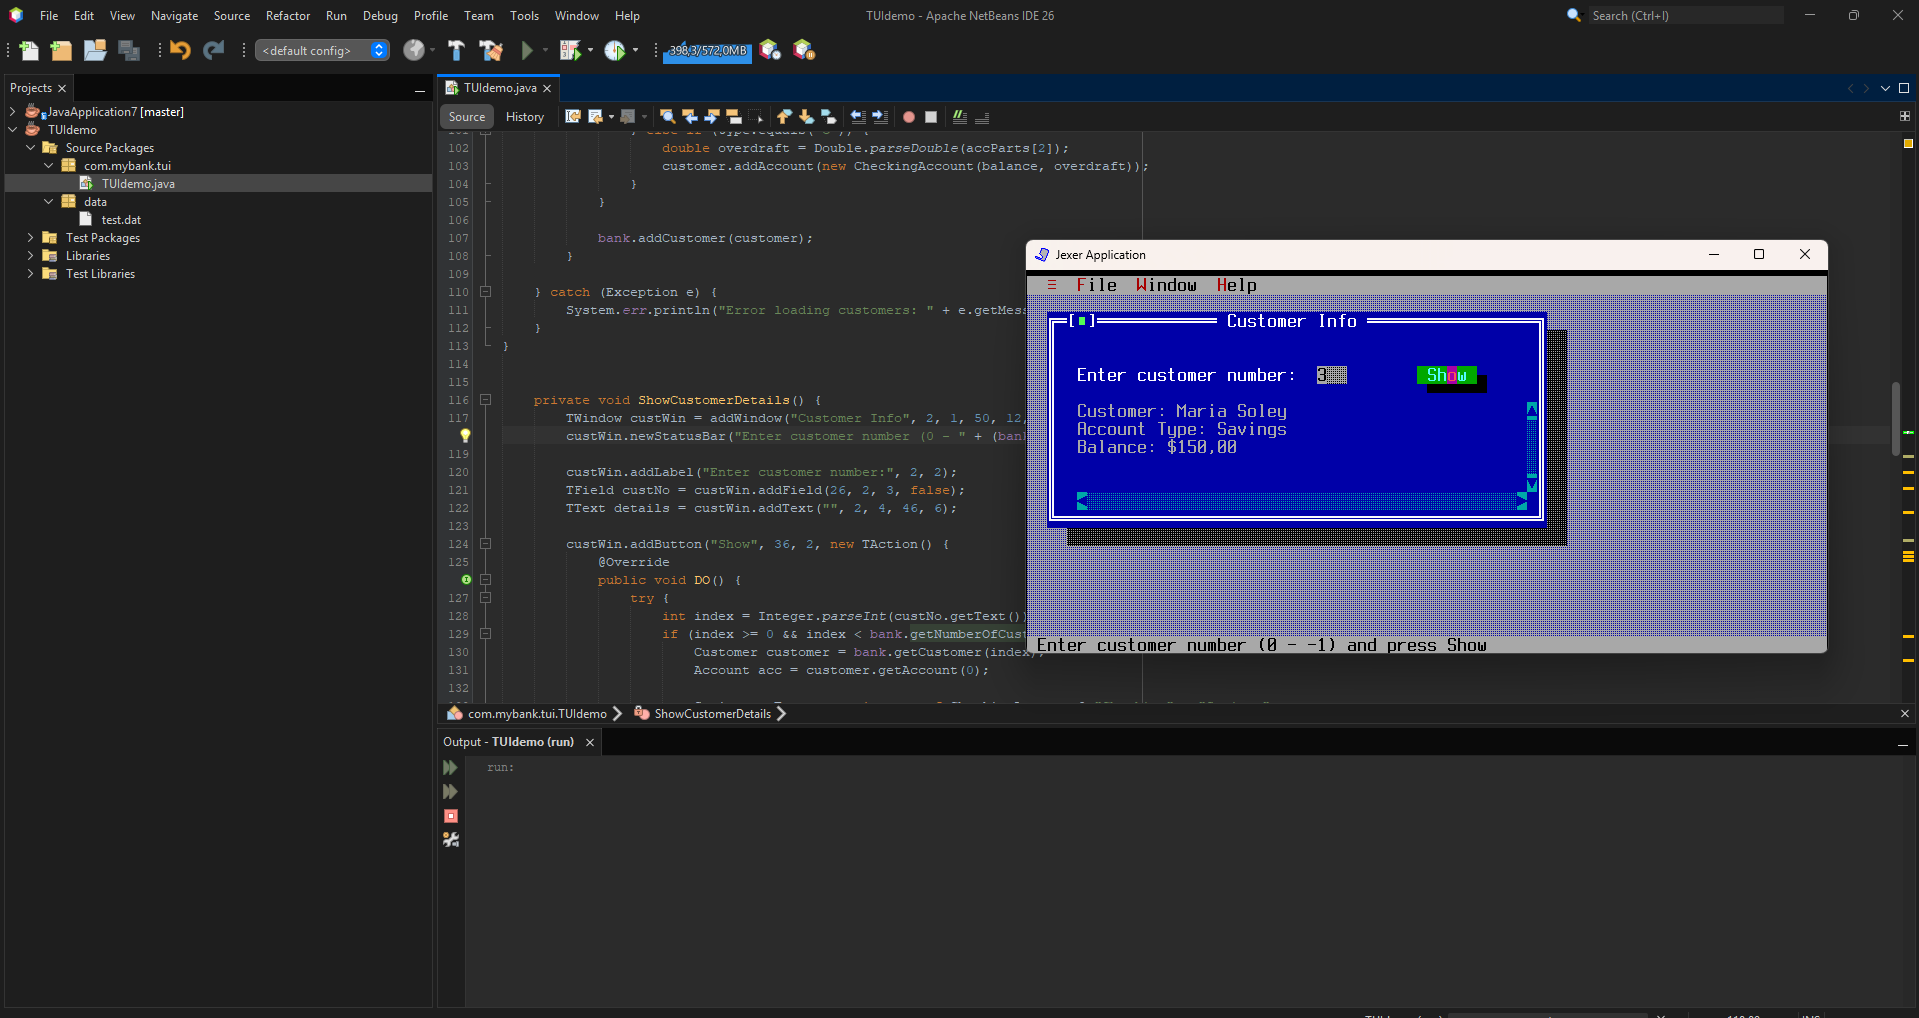 File Edit View Navigate Source Refactor Run Debug Profile Team Tools Window Help
TUIdemo - Apache NetBeans IDE 26
Search (Ctrl+I)
<default config>
398,3/572,0MB
Projects
JavaApplication7 [master]
TUIdemo
Source Packages
com.mybank.tui
TUIdemo.java
data
test.dat
Test Packages
Libraries
Test Libraries
TUIdemo.java
Source History
102 double overdraft = Double.parseDouble(accParts[2]);
103 customer.addAccount(new CheckingAccount(balance, overdraft));
104 }
105 }
106
107 bank.addCustomer(customer);
108 }
109
110 } catch (Exception e) {
111 System.err.println("Error loading customers: " + e.getMes
112 }
113 }
114
115
116 private void ShowCustomerDetails() {
117 TWindow custWin = addWindow("Customer Info", 2, 1, 50, 12,
custWin.newStatusBar("Enter customer number (0 - " + (ban
119
120 custWin.addLabel("Enter customer number:", 2, 2);
121 TField custNo = custWin.addField(26, 2, 3, false);
122 TText details = custWin.addText("", 2, 4, 46, 6);
123
124 custWin.addButton("Show", 36, 2, new TAction() {
125 @Override
public void DO() {
127 try {
128 int index = Integer.parseInt(custNo.getText()
129 if (index >= 0 && index < bank.getNumberOfCus
130 Customer customer = bank.getCustomer(index);
131 Account acc = customer.getAccount(0);
132
com.mybank.tui.TUIdemo ShowCustomerDetails
Output - TUIdemo (run)
run:
Jexer Application
≡ File Window Help
Customer Info
Enter customer number: 3 Show
Customer: Maria Soley
Account Type: Savings
Balance: $150,00
Enter customer number (0 - -1) and press Show